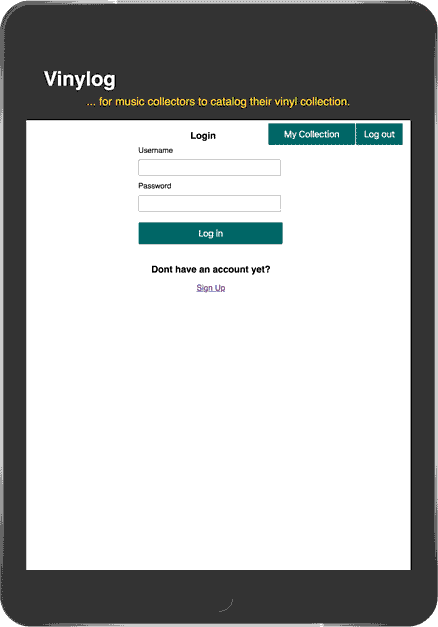 Vinylog
... for music collectors to catalog their vinyl collection.
My Collection Log out
Login
Username
Password
Log in
Dont have an account yet?
Sign Up